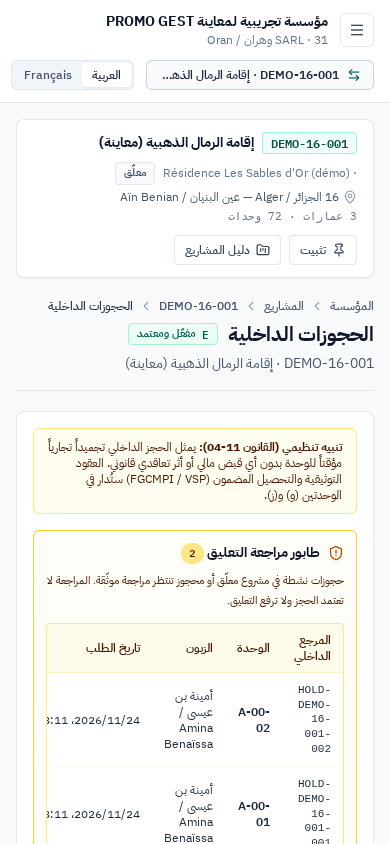 مؤسسة تجريبية لمعاينة PROMO GEST
SARL · 31 وهران / Oran
DEMO-16-001 · إقامة الرمال الذهـ...
العربية
Français
DEMO-16-001 إقامة الرمال الذهبية (معاينة)
· Résidence Les Sables d'Or (démo) معلّق
16 الجزائر / Alger — عين البنيان / Aïn Benian
3 عمارات · 72 وحدات
تثبيت
دليل المشاريع
المؤسسة
المشاريع
DEMO-16-001
الحجوزات الداخلية
الحجوزات الداخلية
E مفعّل ومعتمد
DEMO-16-001 · إقامة الرمال الذهبية (معاينة)
تنبيه تنظيمي (القانون 11-04): يمثل الحجز الداخلي تجميداً تجارياً
مؤقتاً للوحدة بدون أي قبض مالي أو أثر تعاقدي قانوني. العقود
التوثيقية والتحصيل المضمون (FGCMPI / VSP) ستُدار في
الوحدتين (و) و(ز).
طابور مراجعة التعليق 2
حجوزات نشطة في مشروع معلّق أو محجوز تنتظر مراجعة موثّقة. المراجعة لا
تعتمد الحجز ولا ترفع التعليق.
المرجع الداخلي
الوحدة
الزبون
تاريخ الطلب
HOLD-
DEMO-
16-
001-
002
A-00-
02
أمينة بن
عيسى /
Amina
Benaïssa
2026/11/24، 
HOLD-
DEMO-
16-
001-
001
A-00-
01
أمينة بن
عيسى /
Amina
Benaïssa
2026/11/24،